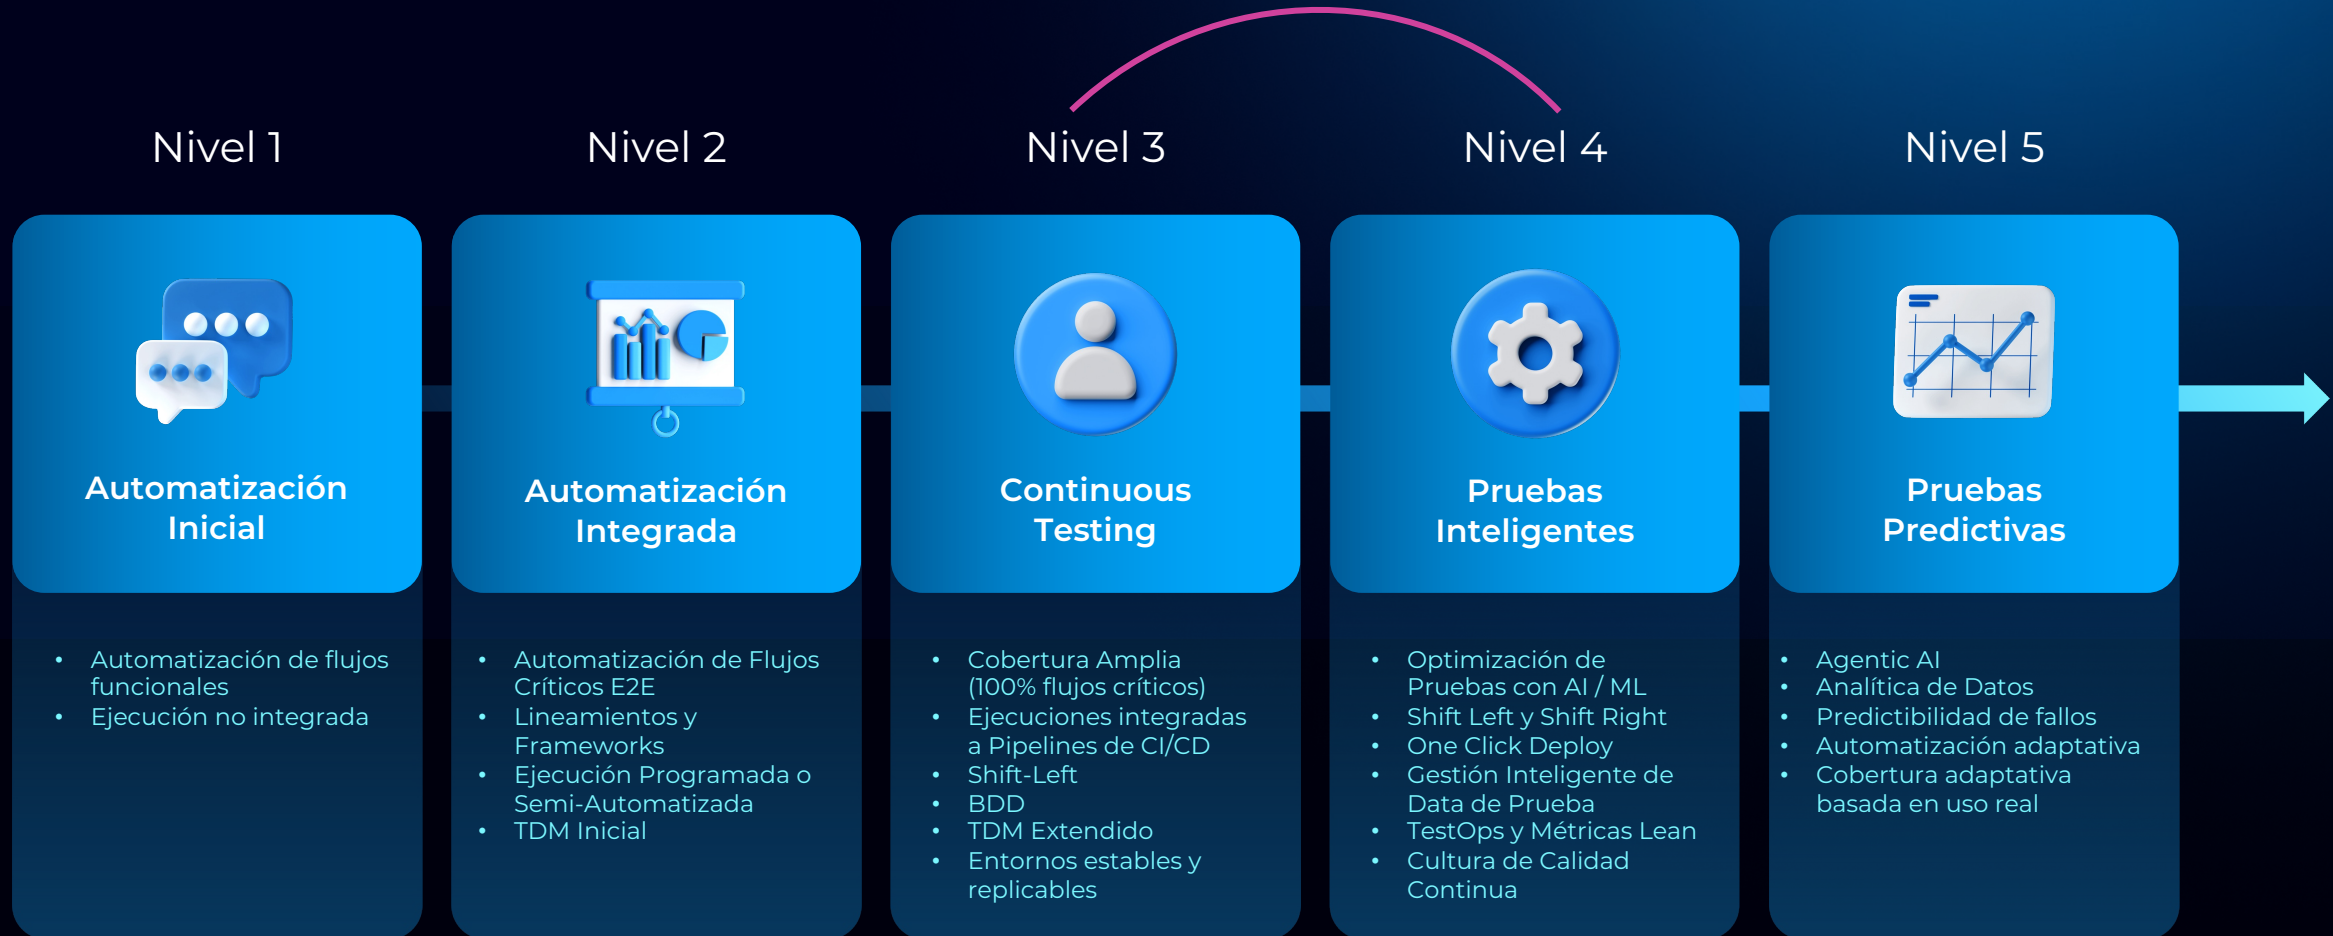 Nivel 1
Nivel 2
Nivel 3
Nivel 4
Nivel 5
Automatización
Inicial
Automatización
Integrada
Continuous
Testing
Pruebas
Inteligentes
Pruebas
Predictivas
• Automatización de flujos
funcionales
• Ejecución no integrada
• Automatización de Flujos
Críticos E2E
• Lineamientos y
Frameworks
• Ejecución Programada o
Semi-Automatizada
• TDM Inicial
• Cobertura Amplia
(100% flujos críticos)
• Ejecuciones integradas
a Pipelines de CI/CD
• Shift-Left
• BDD
• TDM Extendido
• Entornos estables y
replicables
• Optimización de
Pruebas con AI / ML
• Shift Left y Shift Right
• One Click Deploy
• Gestión Inteligente de
Data de Prueba
• TestOps y Métricas Lean
• Cultura de Calidad
Continua
• Agentic AI
• Analítica de Datos
• Predictibilidad de fallos
• Automatización adaptativa
• Cobertura adaptativa
basada en uso real